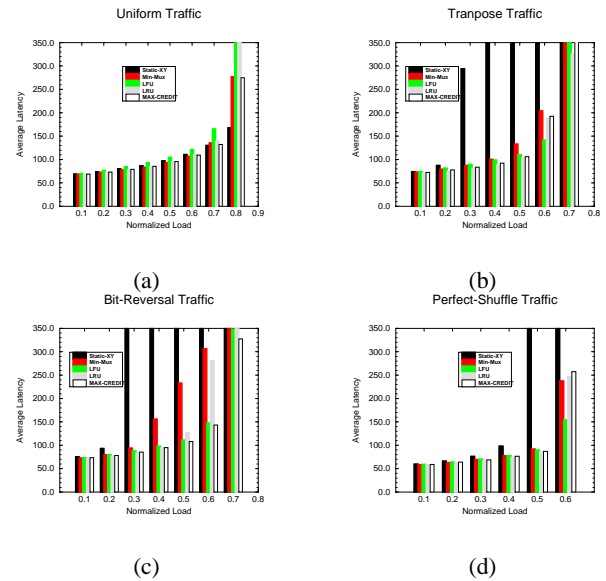 Uniform Traffic
350.0
300.0
250.0
200.0
150.0
100.0
50.0
0.0
Average Latency
Static-XY
Min-Mux
LFU
LRU
MAX-CREDIT
0.1 0.2 0.3 0.4 0.5 0.6 0.7 0.8 0.9
Normalized Load
(a)
Tranpose Traffic
350.0
300.0
250.0
200.0
150.0
100.0
50.0
0.0
Average Latency
Static-XY
Min-Mux
LFU
LRU
MAX-CREDIT
0.1 0.2 0.3 0.4 0.5 0.6 0.7 0.8
Normalized Load
(b)
Bit-Reversal Traffic
350.0
300.0
250.0
200.0
150.0
100.0
50.0
0.0
Average Latency
Static-XY
Min-Mux
LFU
LRU
MAX-CREDIT
0.1 0.2 0.3 0.4 0.5 0.6 0.7 0.8
Normalized Load
(c)
Perfect-Shuffle Traffic
350.0
300.0
250.0
200.0
150.0
100.0
50.0
0.0
Average Latency
Static-XY
Min-Mux
LFU
LRU
MAX-CREDIT
0.1 0.2 0.3 0.4 0.5 0.6
Normalized Load
(d)